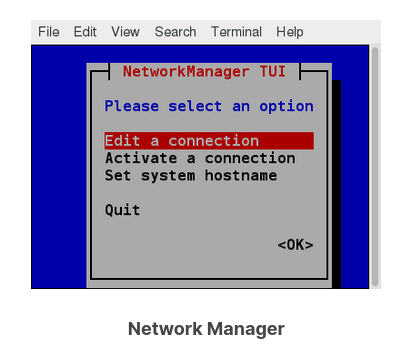 File Edit View Search Terminal Help
NetworkManager TUI
Please select an option
Edit a connection
Activate a connection
Set system hostname
Quit
<OK>
Network Manager